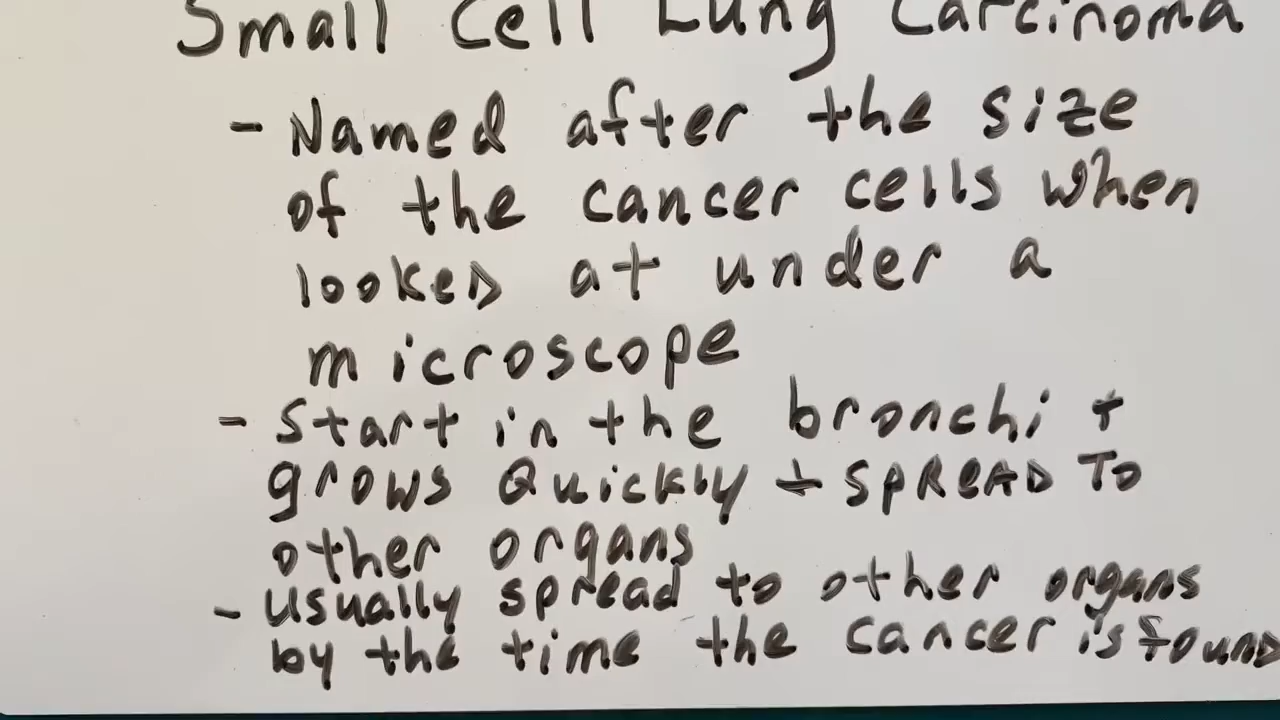 Small Cell Lung Carcinoma
- Named after the size
of the cancer cells when
looked at under a
microscope
- Start in the bronchi +
grows Quickly + SPREAD TO
other organs
- Usually spread to other organs
by the time the cancer is found